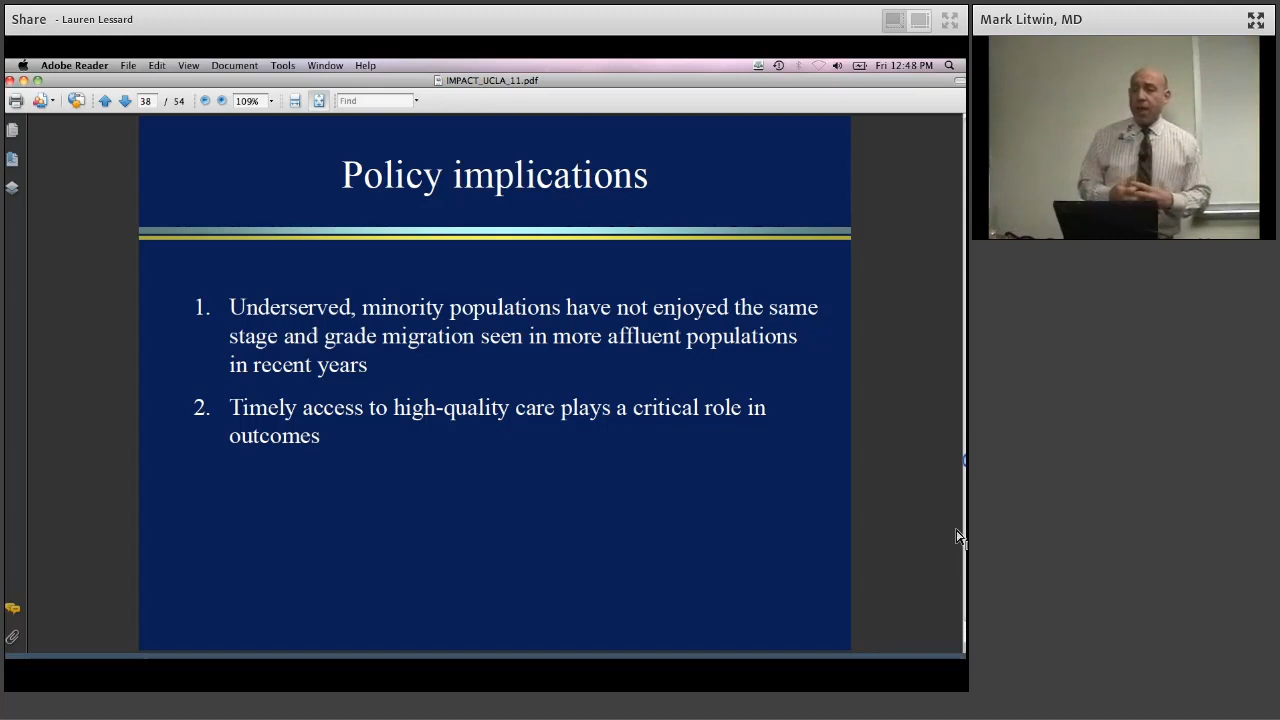 Share - Lauren Lessard
Mark Litwin, MD
Adobe Reader File Edit View Document Tools Window Help
Fri 12:48 PM
IMPACT_UCLA_11.pdf
38 / 54
109%
Find
Policy implications
1. Underserved, minority populations have not enjoyed the same
stage and grade migration seen in more affluent populations
in recent years
2. Timely access to high-quality care plays a critical role in
outcomes